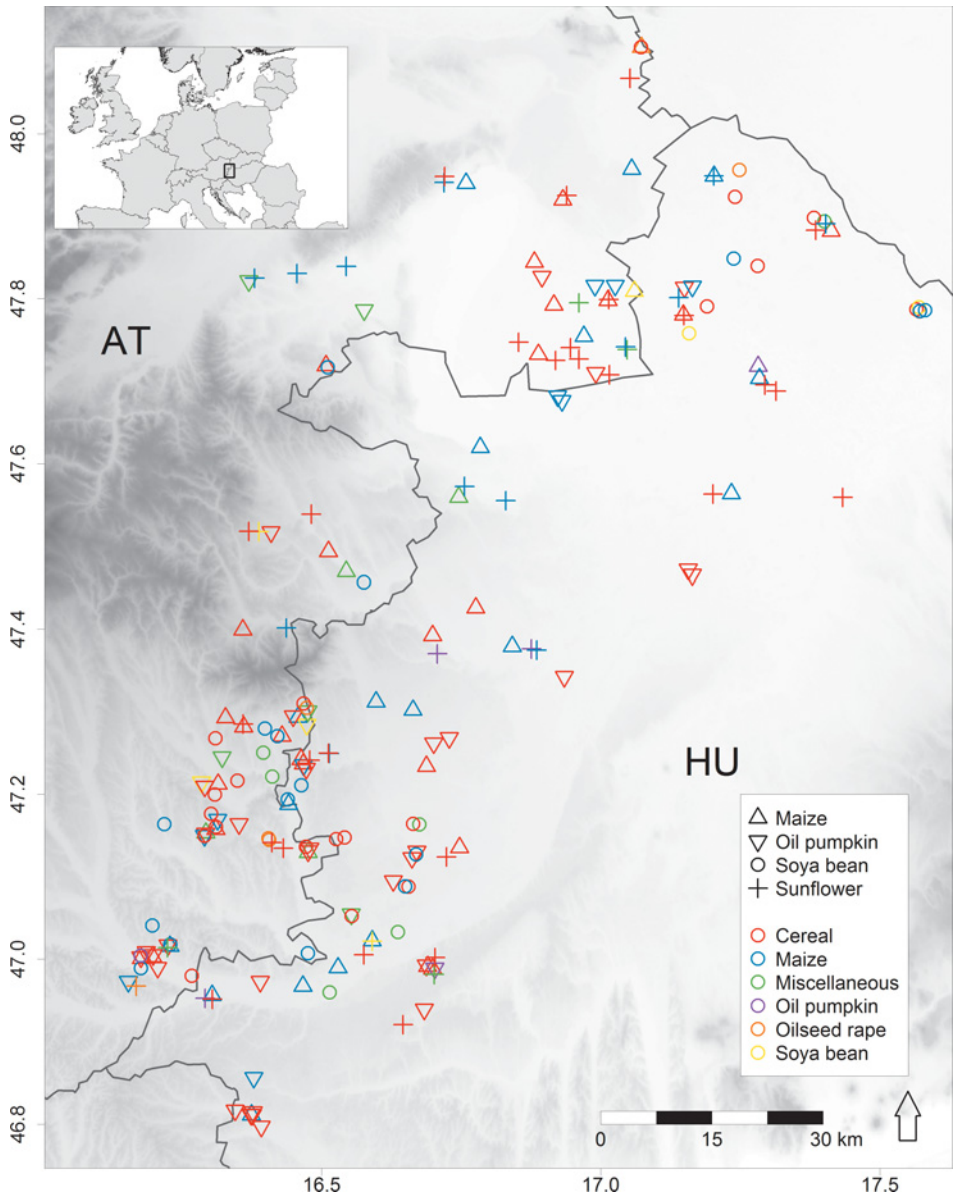 48.0
47.8
47.6
47.4
47.2
47.0
46.8
AT
HU
Maize
Oil pumpkin
Soya bean
Sunflower
Cereal
Maize
Miscellaneous
Oil pumpkin
Oilseed rape
Soya bean
0 15 30 km
16.5 17.0 17.5